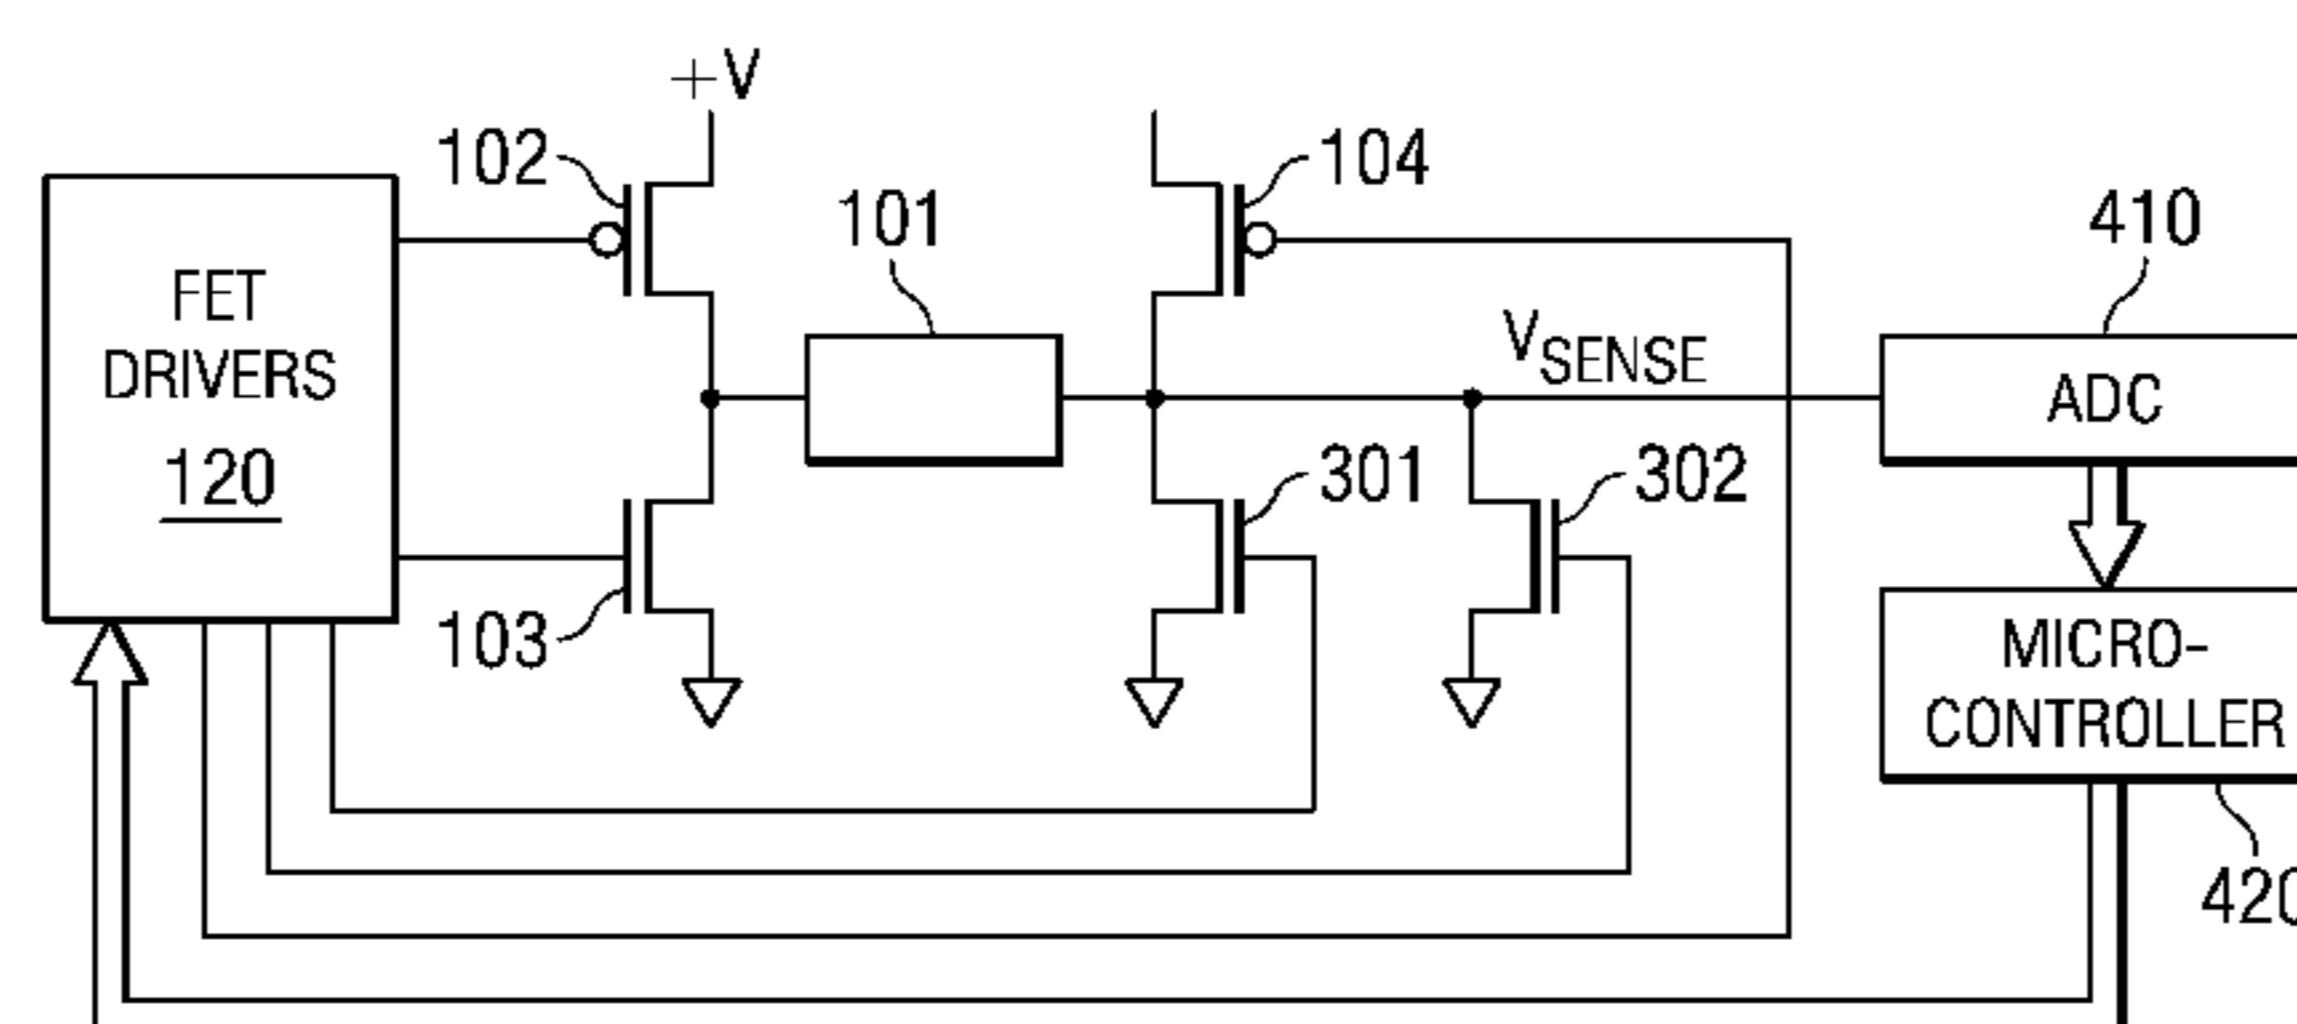 +V
102
104
101
410
FET
DRIVERS
120
VSENSE
ADC
301
302
103
MICRO-
CONTROLLER
420